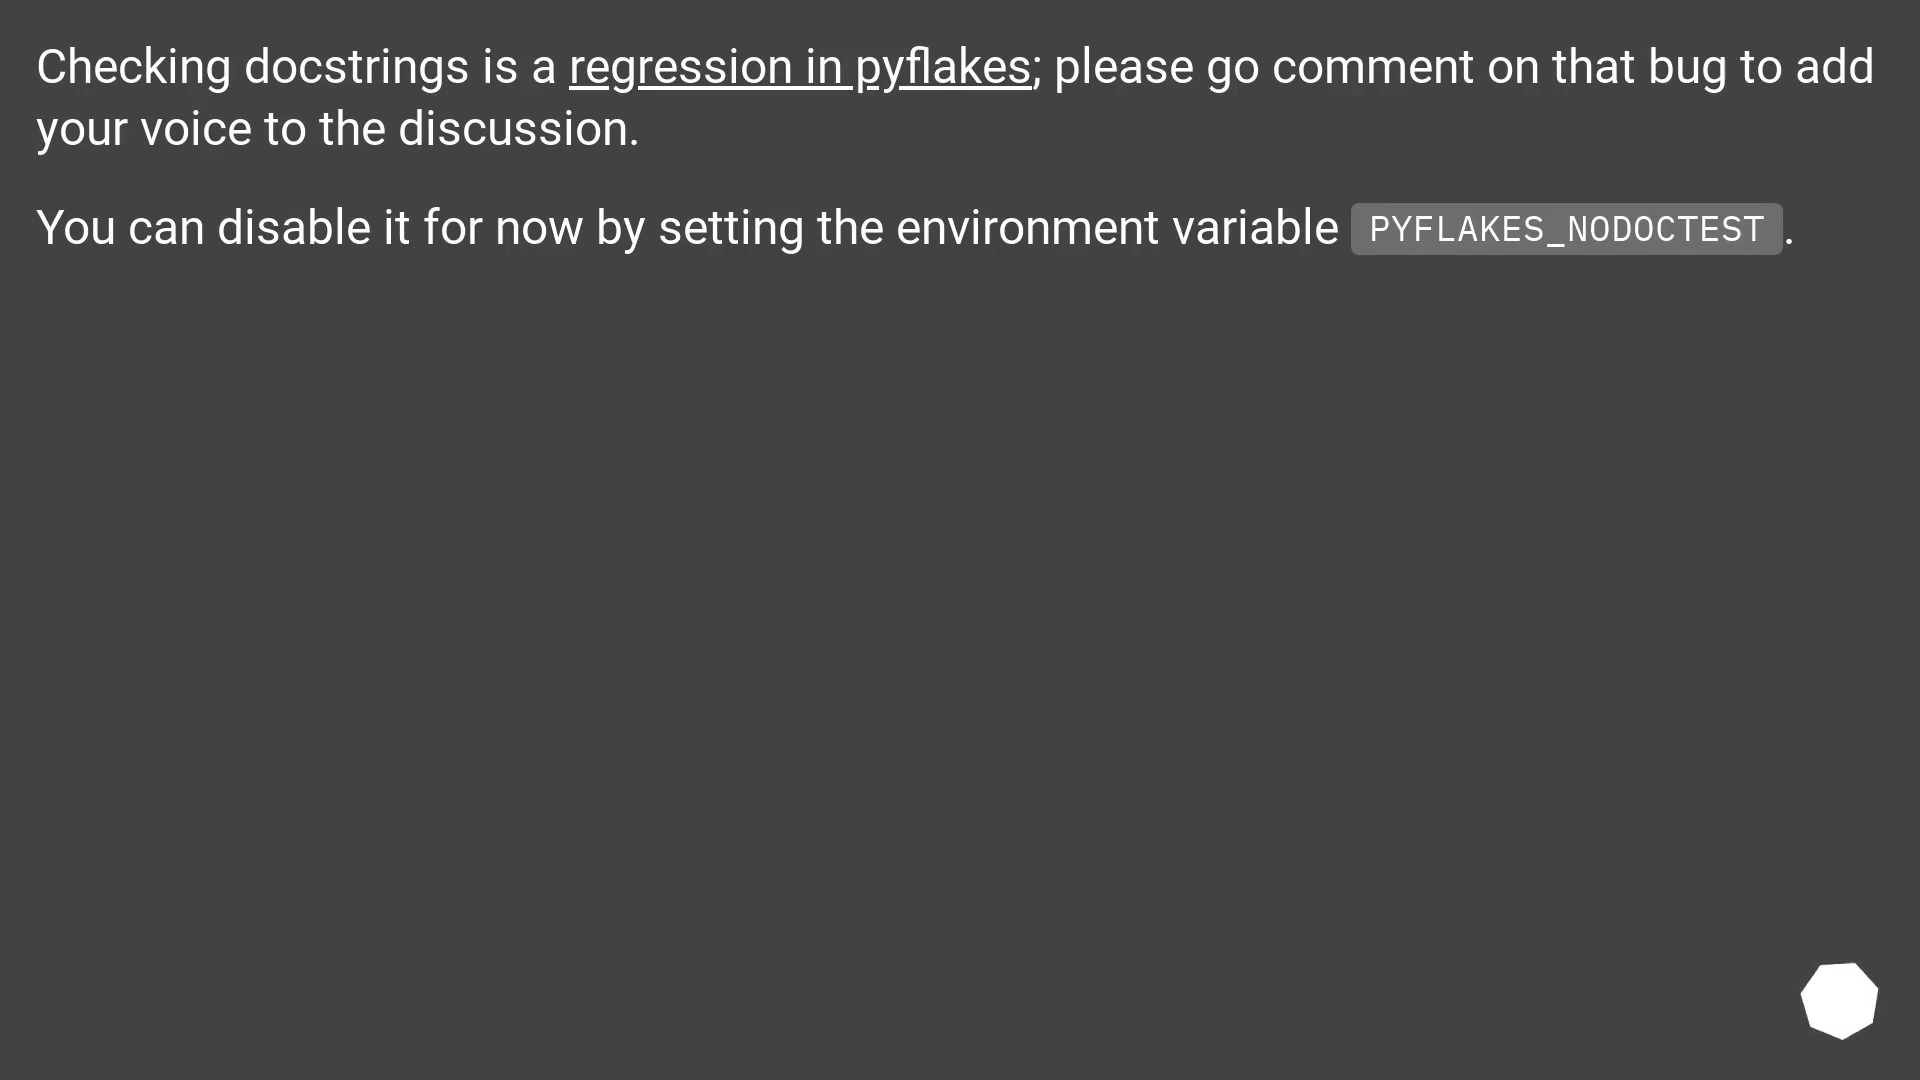 Checking docstrings is a regression in pyflakes; please go comment on that bug to add
your voice to the discussion.
You can disable it for now by setting the environment variable PYFLAKES_NODOCTEST.